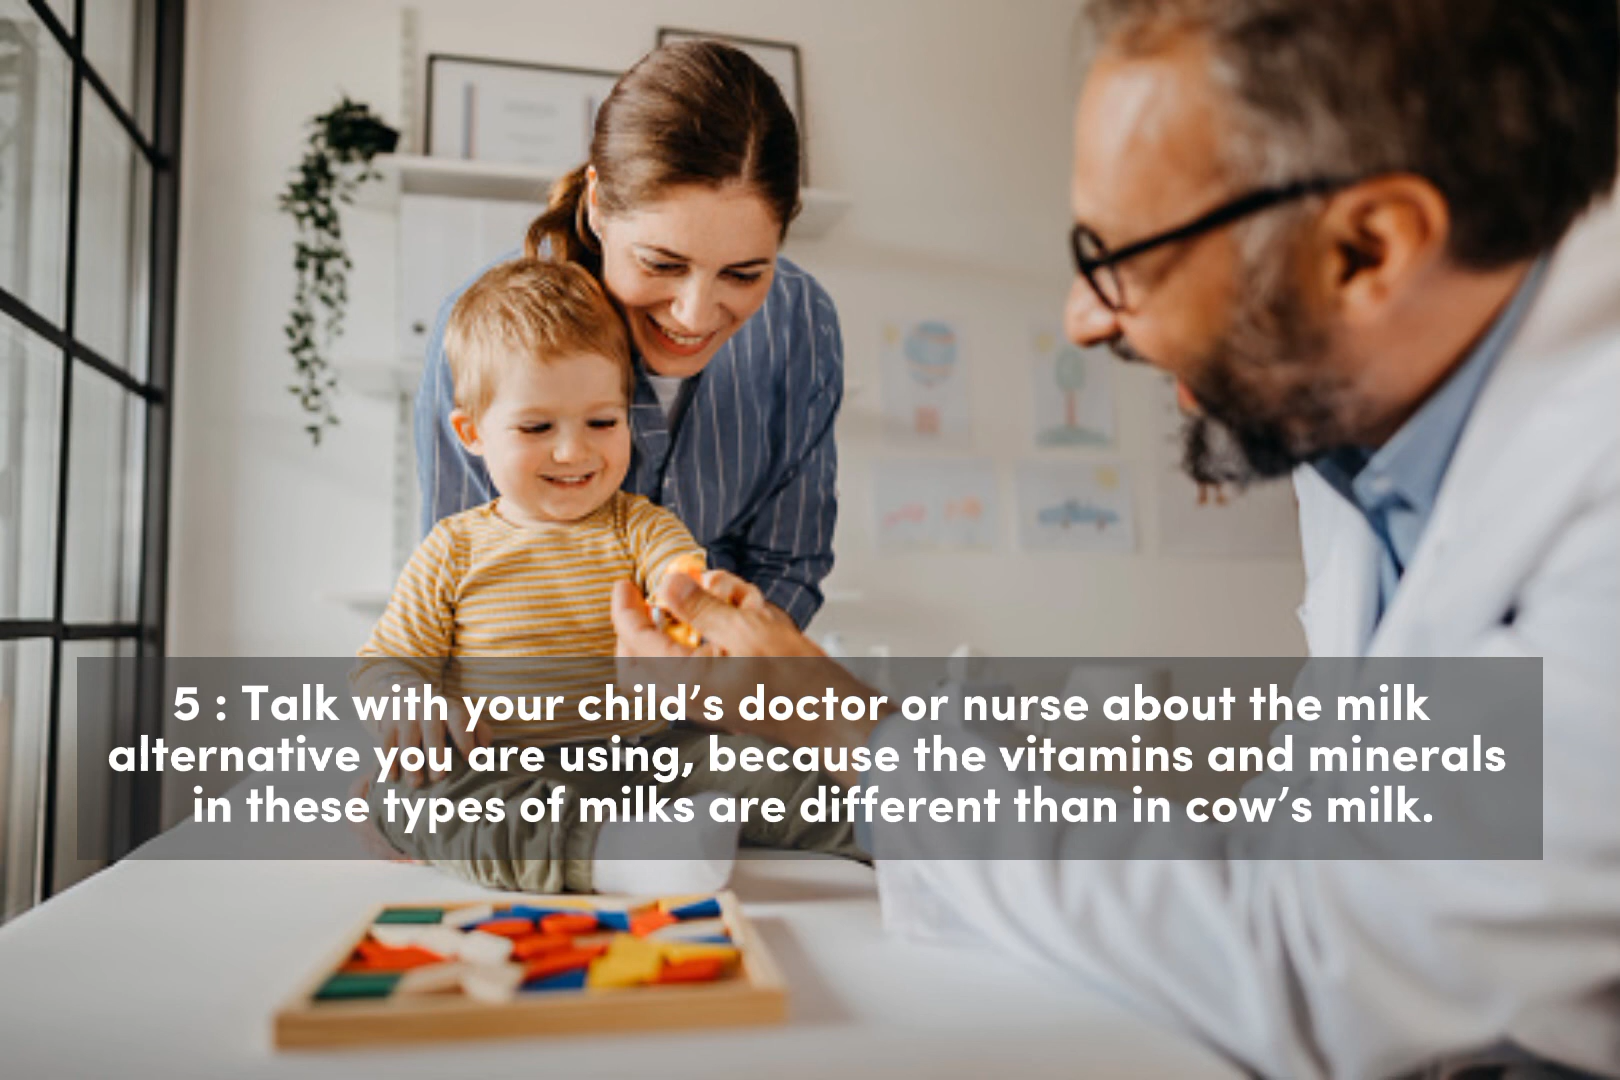 5 : Talk with your child’s doctor or nurse about the milk
alternative you are using, because the vitamins and minerals
in these types of milks are different than in cow’s milk.